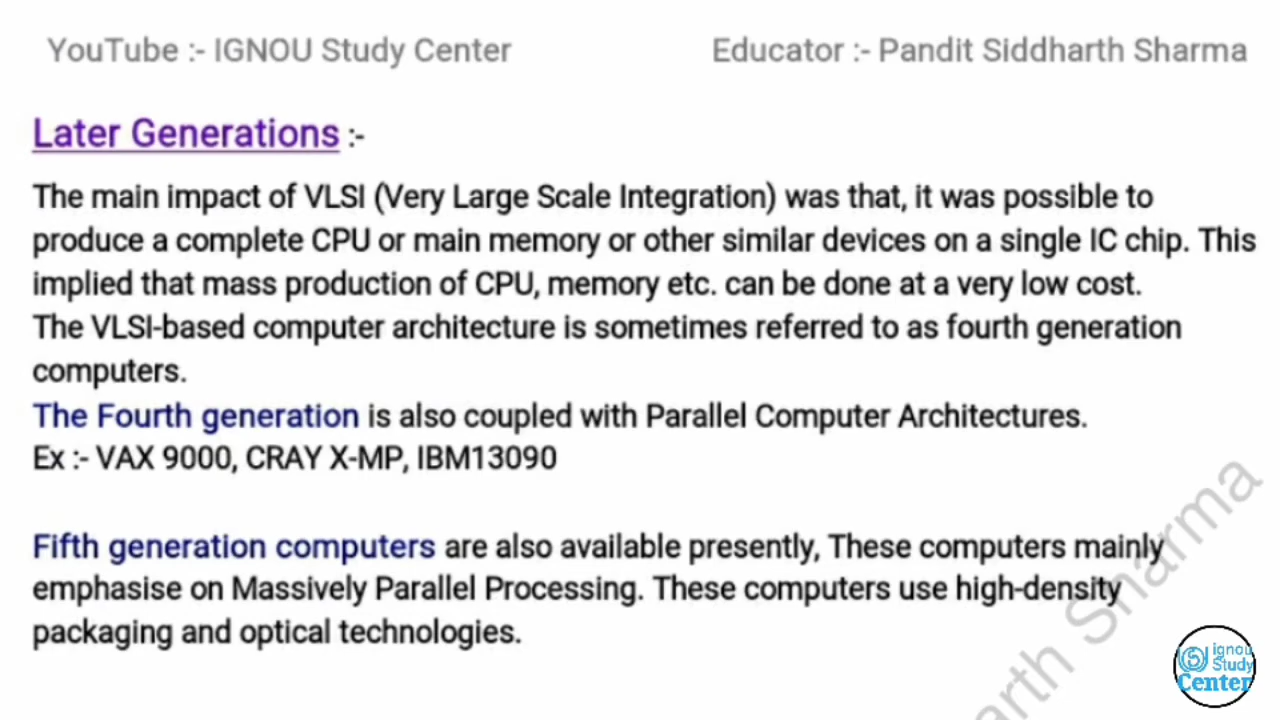 YouTube :- IGNOU Study Center
Educator :- Pandit Siddharth Sharma
Later Generations :-
The main impact of VLSI (Very Large Scale Integration) was that, it was possible to
produce a complete CPU or main memory or other similar devices on a single IC chip. This
implied that mass production of CPU, memory etc. can be done at a very low cost.
The VLSI-based computer architecture is sometimes referred to as fourth generation
computers.
The Fourth generation is also coupled with Parallel Computer Architectures.
Ex :- VAX 9000, CRAY X-MP, IBM13090
Fifth generation computers are also available presently, These computers mainly
emphasise on Massively Parallel Processing. These computers use high-density
packaging and optical technologies.
arth Sharma
ignou
Study
Center